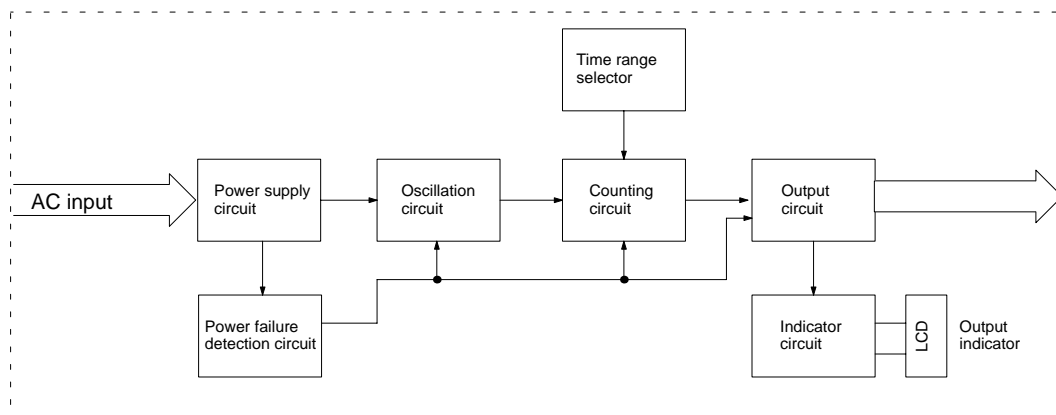 Time range
selector
AC input
Power supply
circuit
Oscillation
circuit
Counting
circuit
Output
circuit
Power failure
detection circuit
Indicator
circuit
LCD
Output
indicator